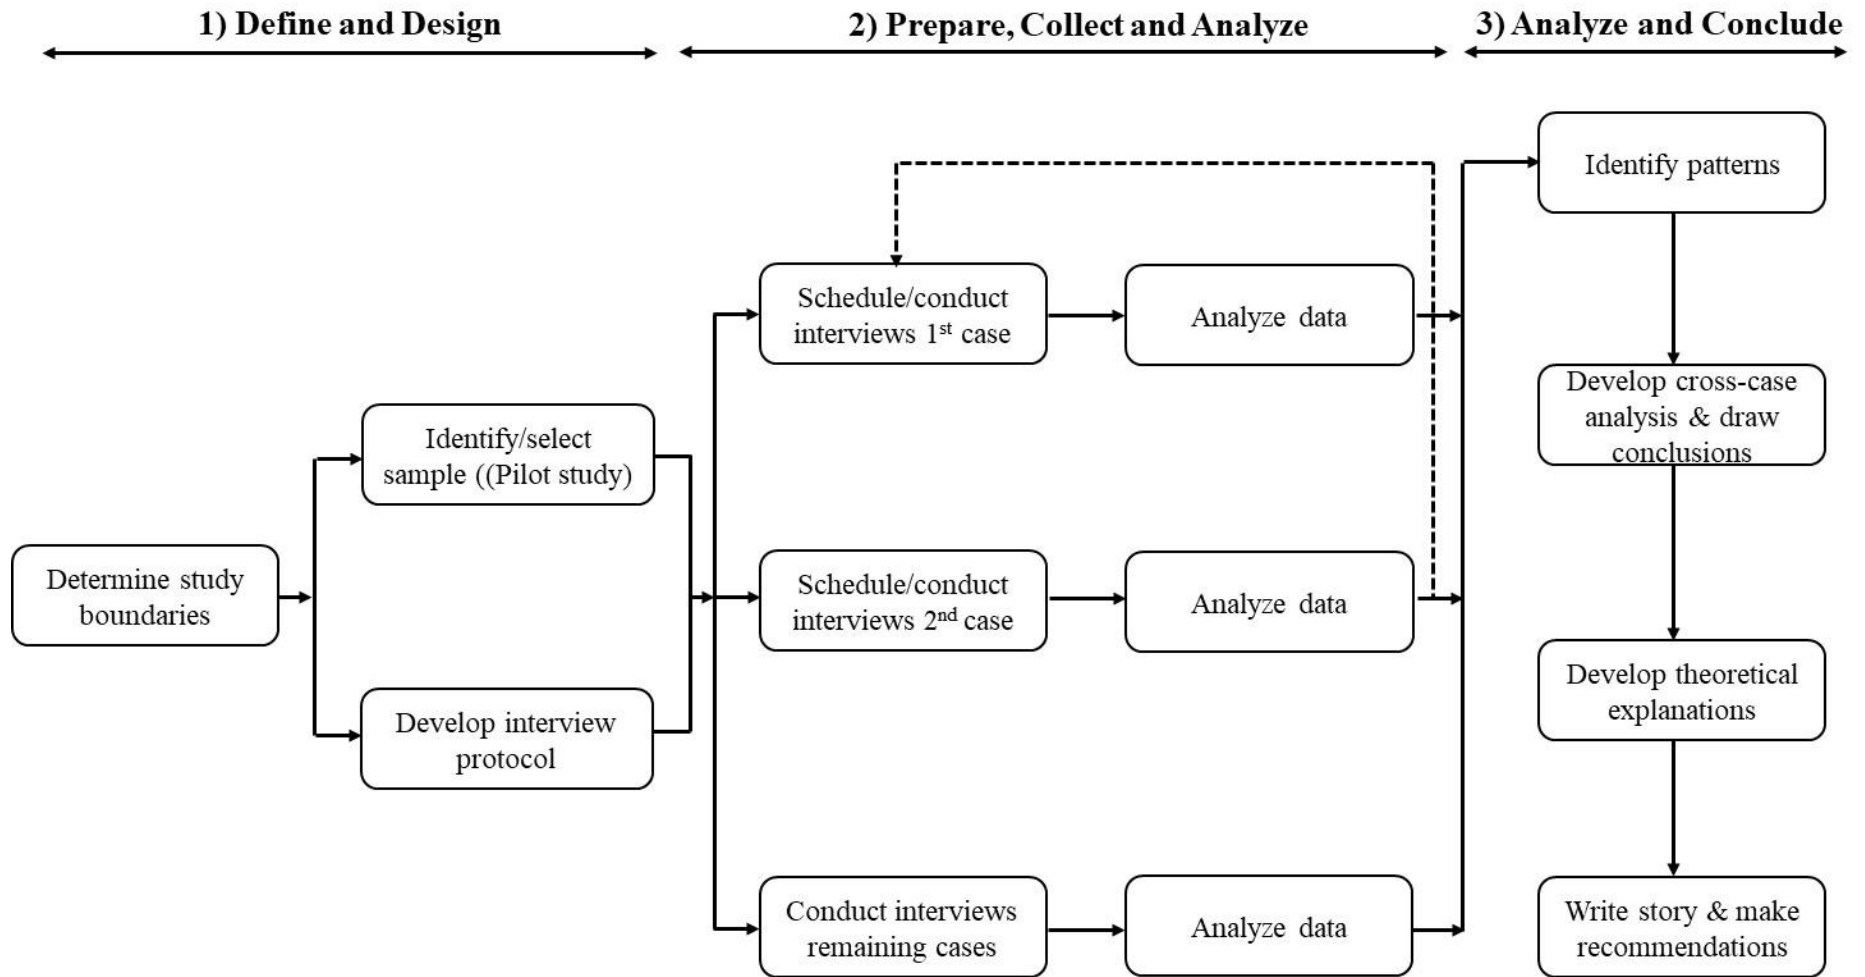 1) Define and Design
2) Prepare, Collect and Analyze
3) Analyze and Conclude
Determine study
boundaries
Identify/select
sample ((Pilot study)
Develop interview
protocol
Schedule/conduct
interviews 1st case
Analyze data
Schedule/conduct
interviews 2nd case
Analyze data
Conduct interviews
remaining cases
Analyze data
Identify patterns
Develop cross-case
analysis & draw
conclusions
Develop theoretical
explanations
Write story & make
recommendations